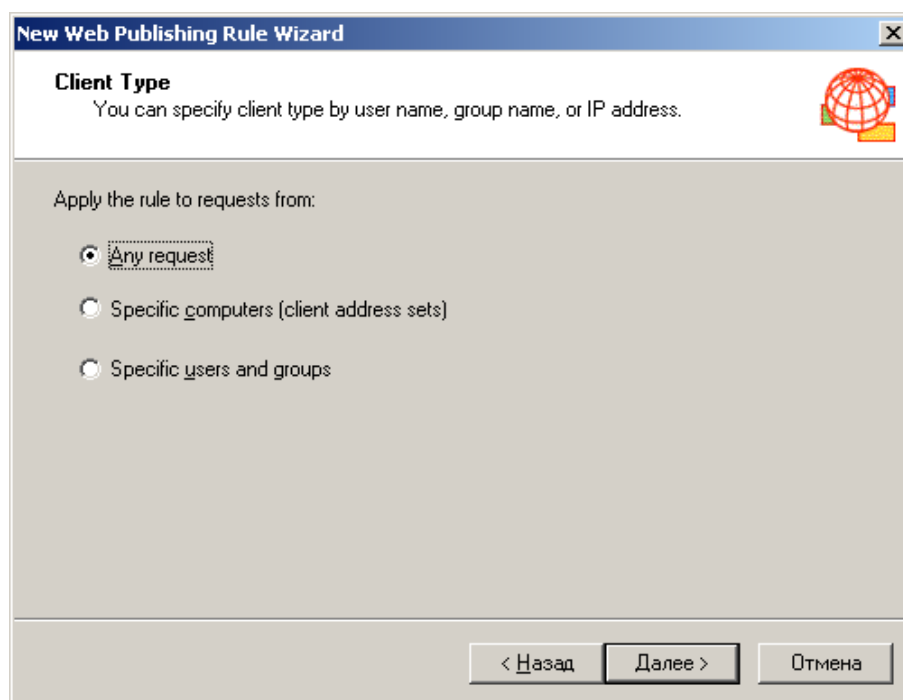 New Web Publishing Rule Wizard
Client Type
You can specify client type by user name, group name, or IP address.
Apply the rule to requests from:
Any request
Specific computers (client address sets)
Specific users and groups
< Назад Далее > Отмена